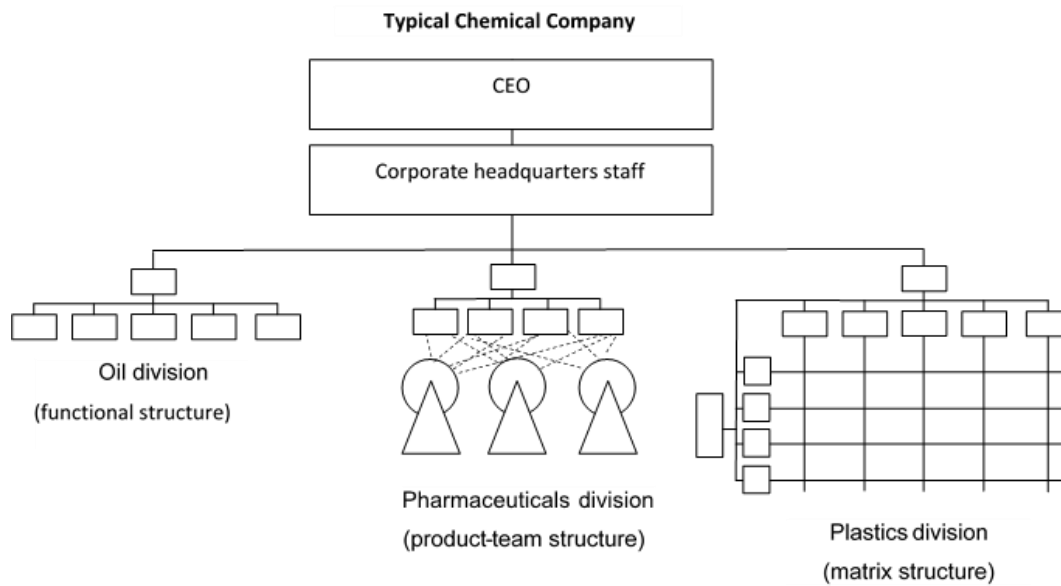 Typical Chemical Company
CEO
Corporate headquarters staff
Oil division
(functional structure)
Pharmaceuticals division
(product-team structure)
Plastics division
(matrix structure)